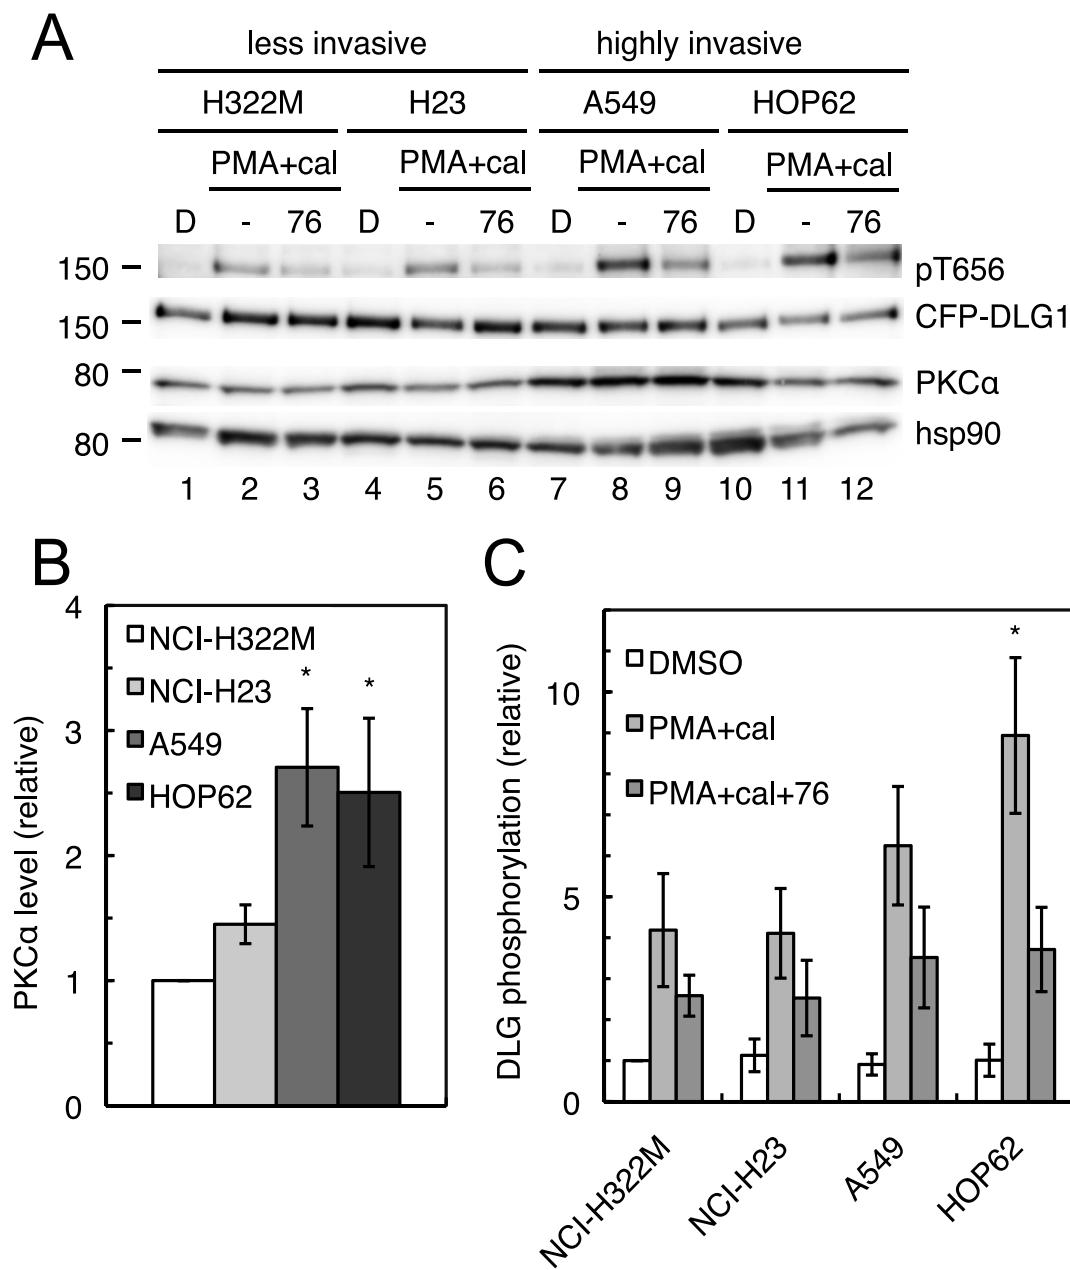 A
less invasive highly invasive
H322M H23 A549 HOP62
PMA+cal PMA+cal PMA+cal PMA+cal
D - 76 D - 76 D - 76 D - 76
150 pT656
150 CFP-DLG1
80 PKCα
80 hsp90
1 2 3 4 5 6 7 8 9 10 11 12
B
PKCα level (relative)
4
3
2
1
0
NCI-H322M
NCI-H23
A549
HOP62
* *
C
DLG phosphorylation (relative)
10
5
0
DMSO
PMA+cal
PMA+cal+76
*
NCI-H322M
NCI-H23
A549
HOP62